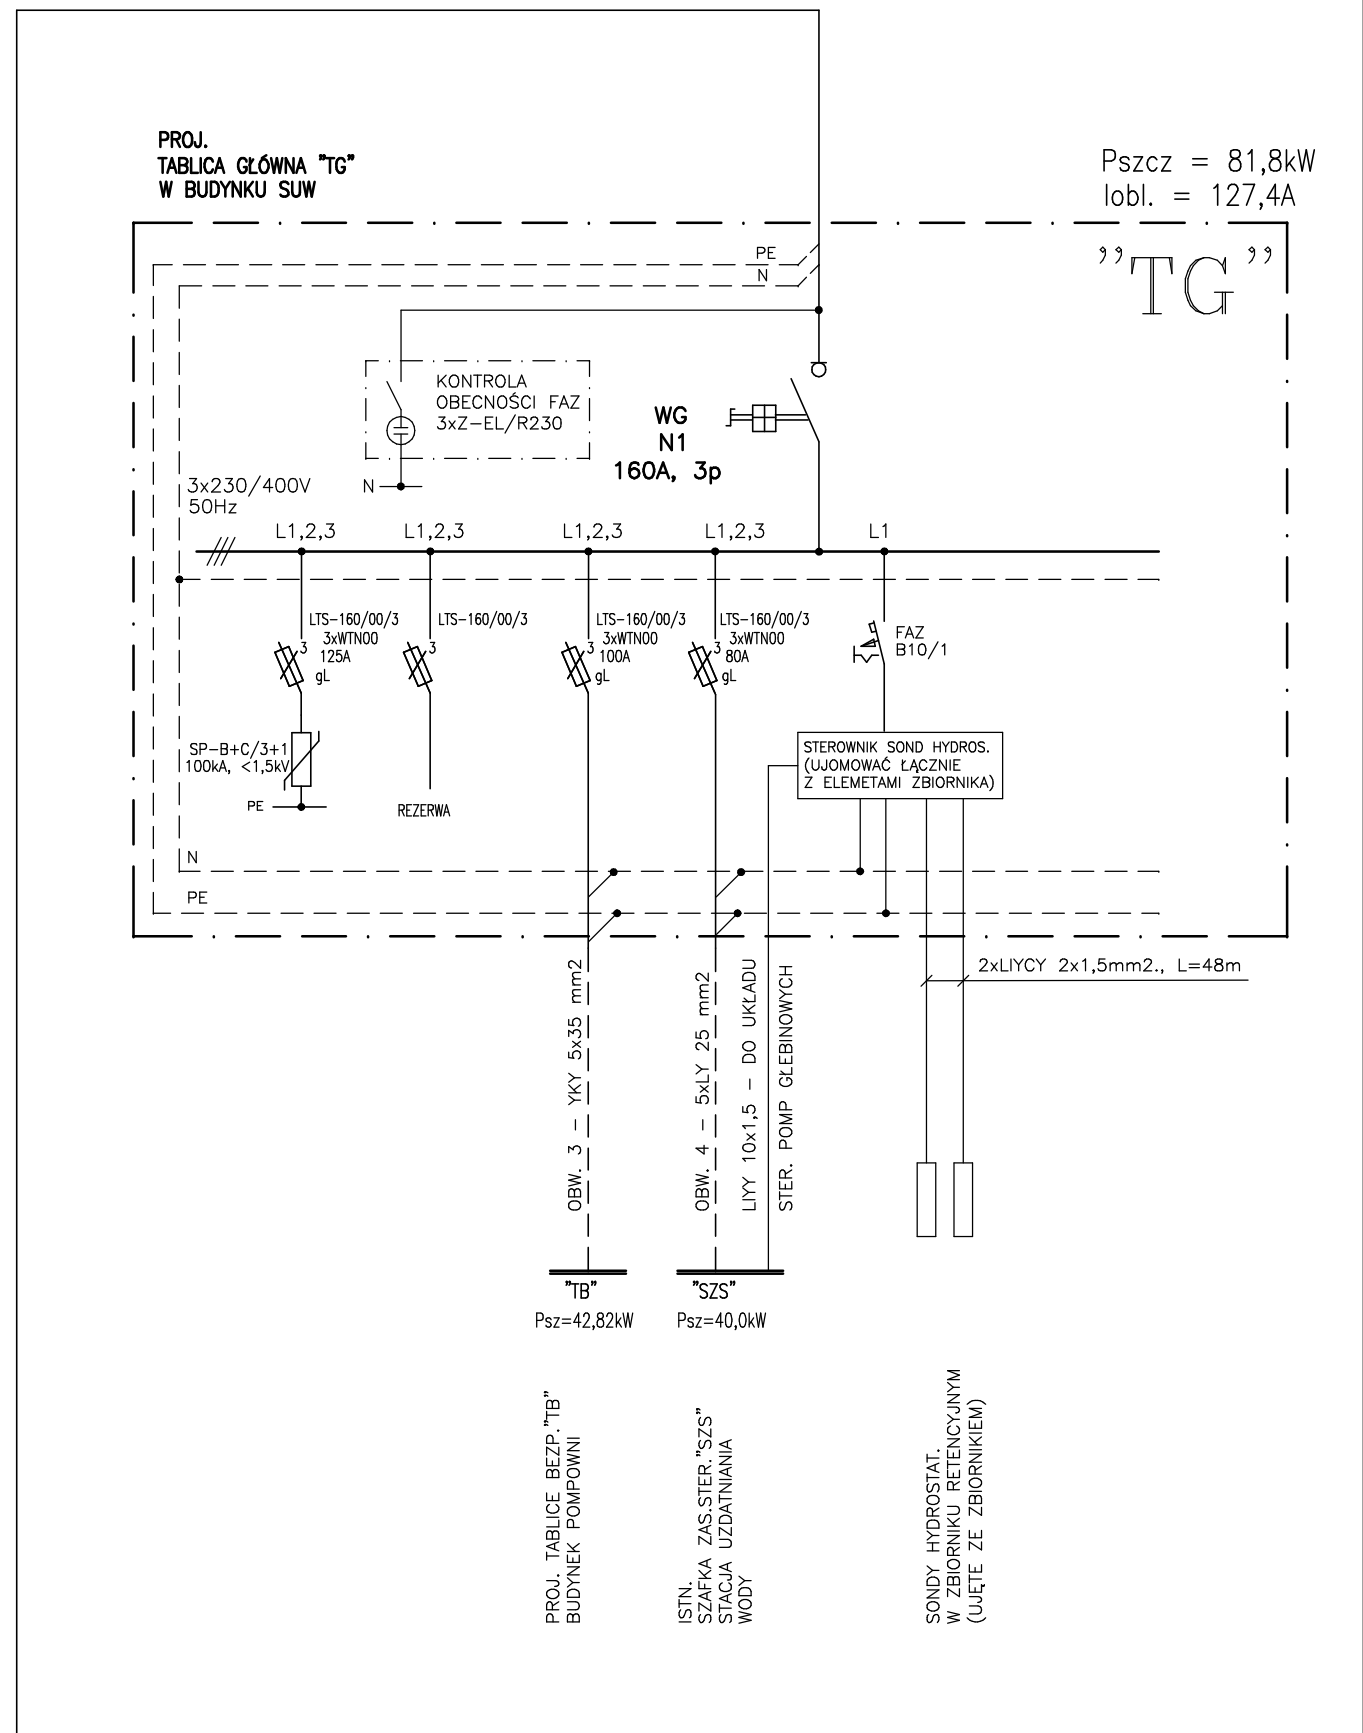 PROJ.
TABLICA GŁÓWNA "TG"
W BUDYNKU SUW
Pszcz = 81,8kW
Iobl. = 127,4A
"TG"
PE
N
KONTROLA
OBECNOŚCI FAZ
3xZ-EL/R230
N
WG
N1
160A, 3p
3x230/400V
50Hz
L1,2,3
L1,2,3
L1,2,3
L1,2,3
L1
LTS-160/00/3
3xWTN00
125A
gL
3
LTS-160/00/3
3
LTS-160/00/3
3xWTN00
100A
gL
3
LTS-160/00/3
3xWTN00
80A
gL
3
FAZ
B10/1
SP-B+C/3+1
100kA, <1,5kV
PE
REZERWA
STEROWNIK SOND HYDROS.
(UJOMOWAĆ ŁĄCZNIE
Z ELEMETAMI ZBIORNIKA)
N
PE
OBW. 3 - YKY 5x35 mm2
OBW. 4 - 5xLY 25 mm2
LIYY 10x1,5 - DO UKŁADU
STER. POMP GŁEBINOWYCH
2xLIYCY 2x1,5mm2., L=48m
"TB"
Psz=42,82kW
"SZS"
Psz=40,0kW
PROJ. TABLICE BEZP."TB"
BUDYNEK POMPOWNI
ISTN.
SZAFKA ZAS.STER."SZS"
STACJA UZDATNIANIA
WODY
SONDY HYDROSTAT.
W ZBIORNIKU RETENCYJNYM
(UJĘTE ZE ZBIORNIKIEM)